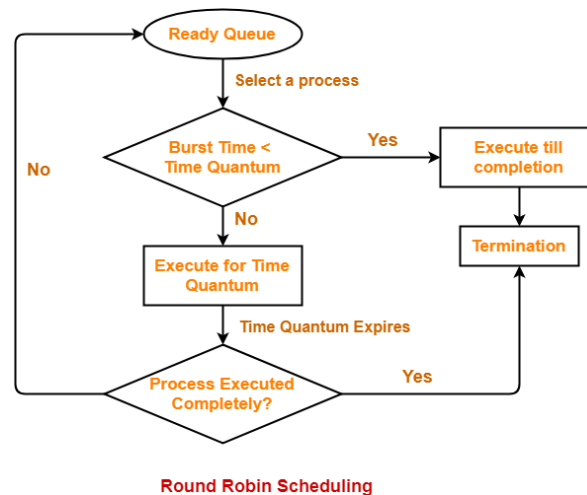 Ready Queue
Select a process
Burst Time <
Time Quantum
Yes
Execute till
completion
No
No
Termination
Execute for Time
Quantum
Time Quantum Expires
Process Executed
Completely?
Yes
Round Robin Scheduling